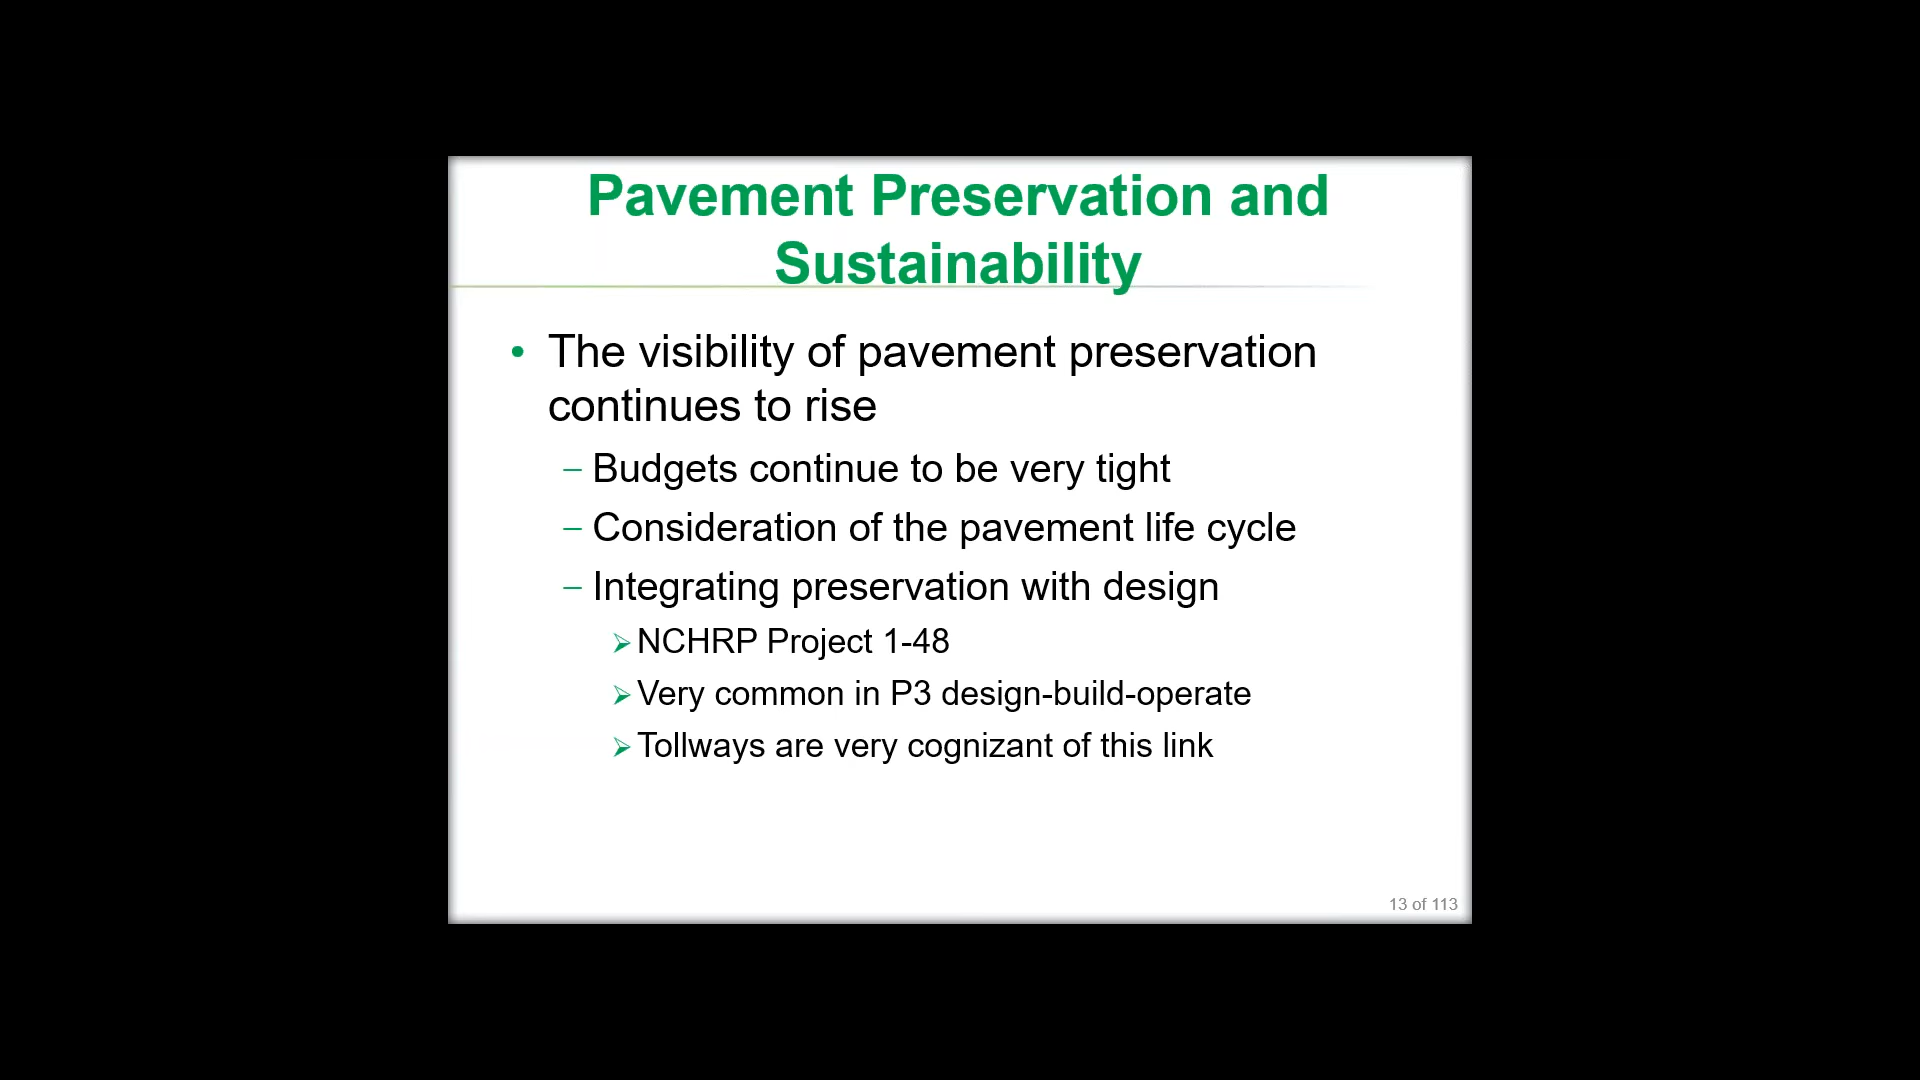 Pavement Preservation and
Sustainability
• The visibility of pavement preservation
continues to rise
– Budgets continue to be very tight
– Consideration of the pavement life cycle
– Integrating preservation with design
➢ NCHRP Project 1-48
➢ Very common in P3 design-build-operate
➢ Tollways are very cognizant of this link
13 of 113